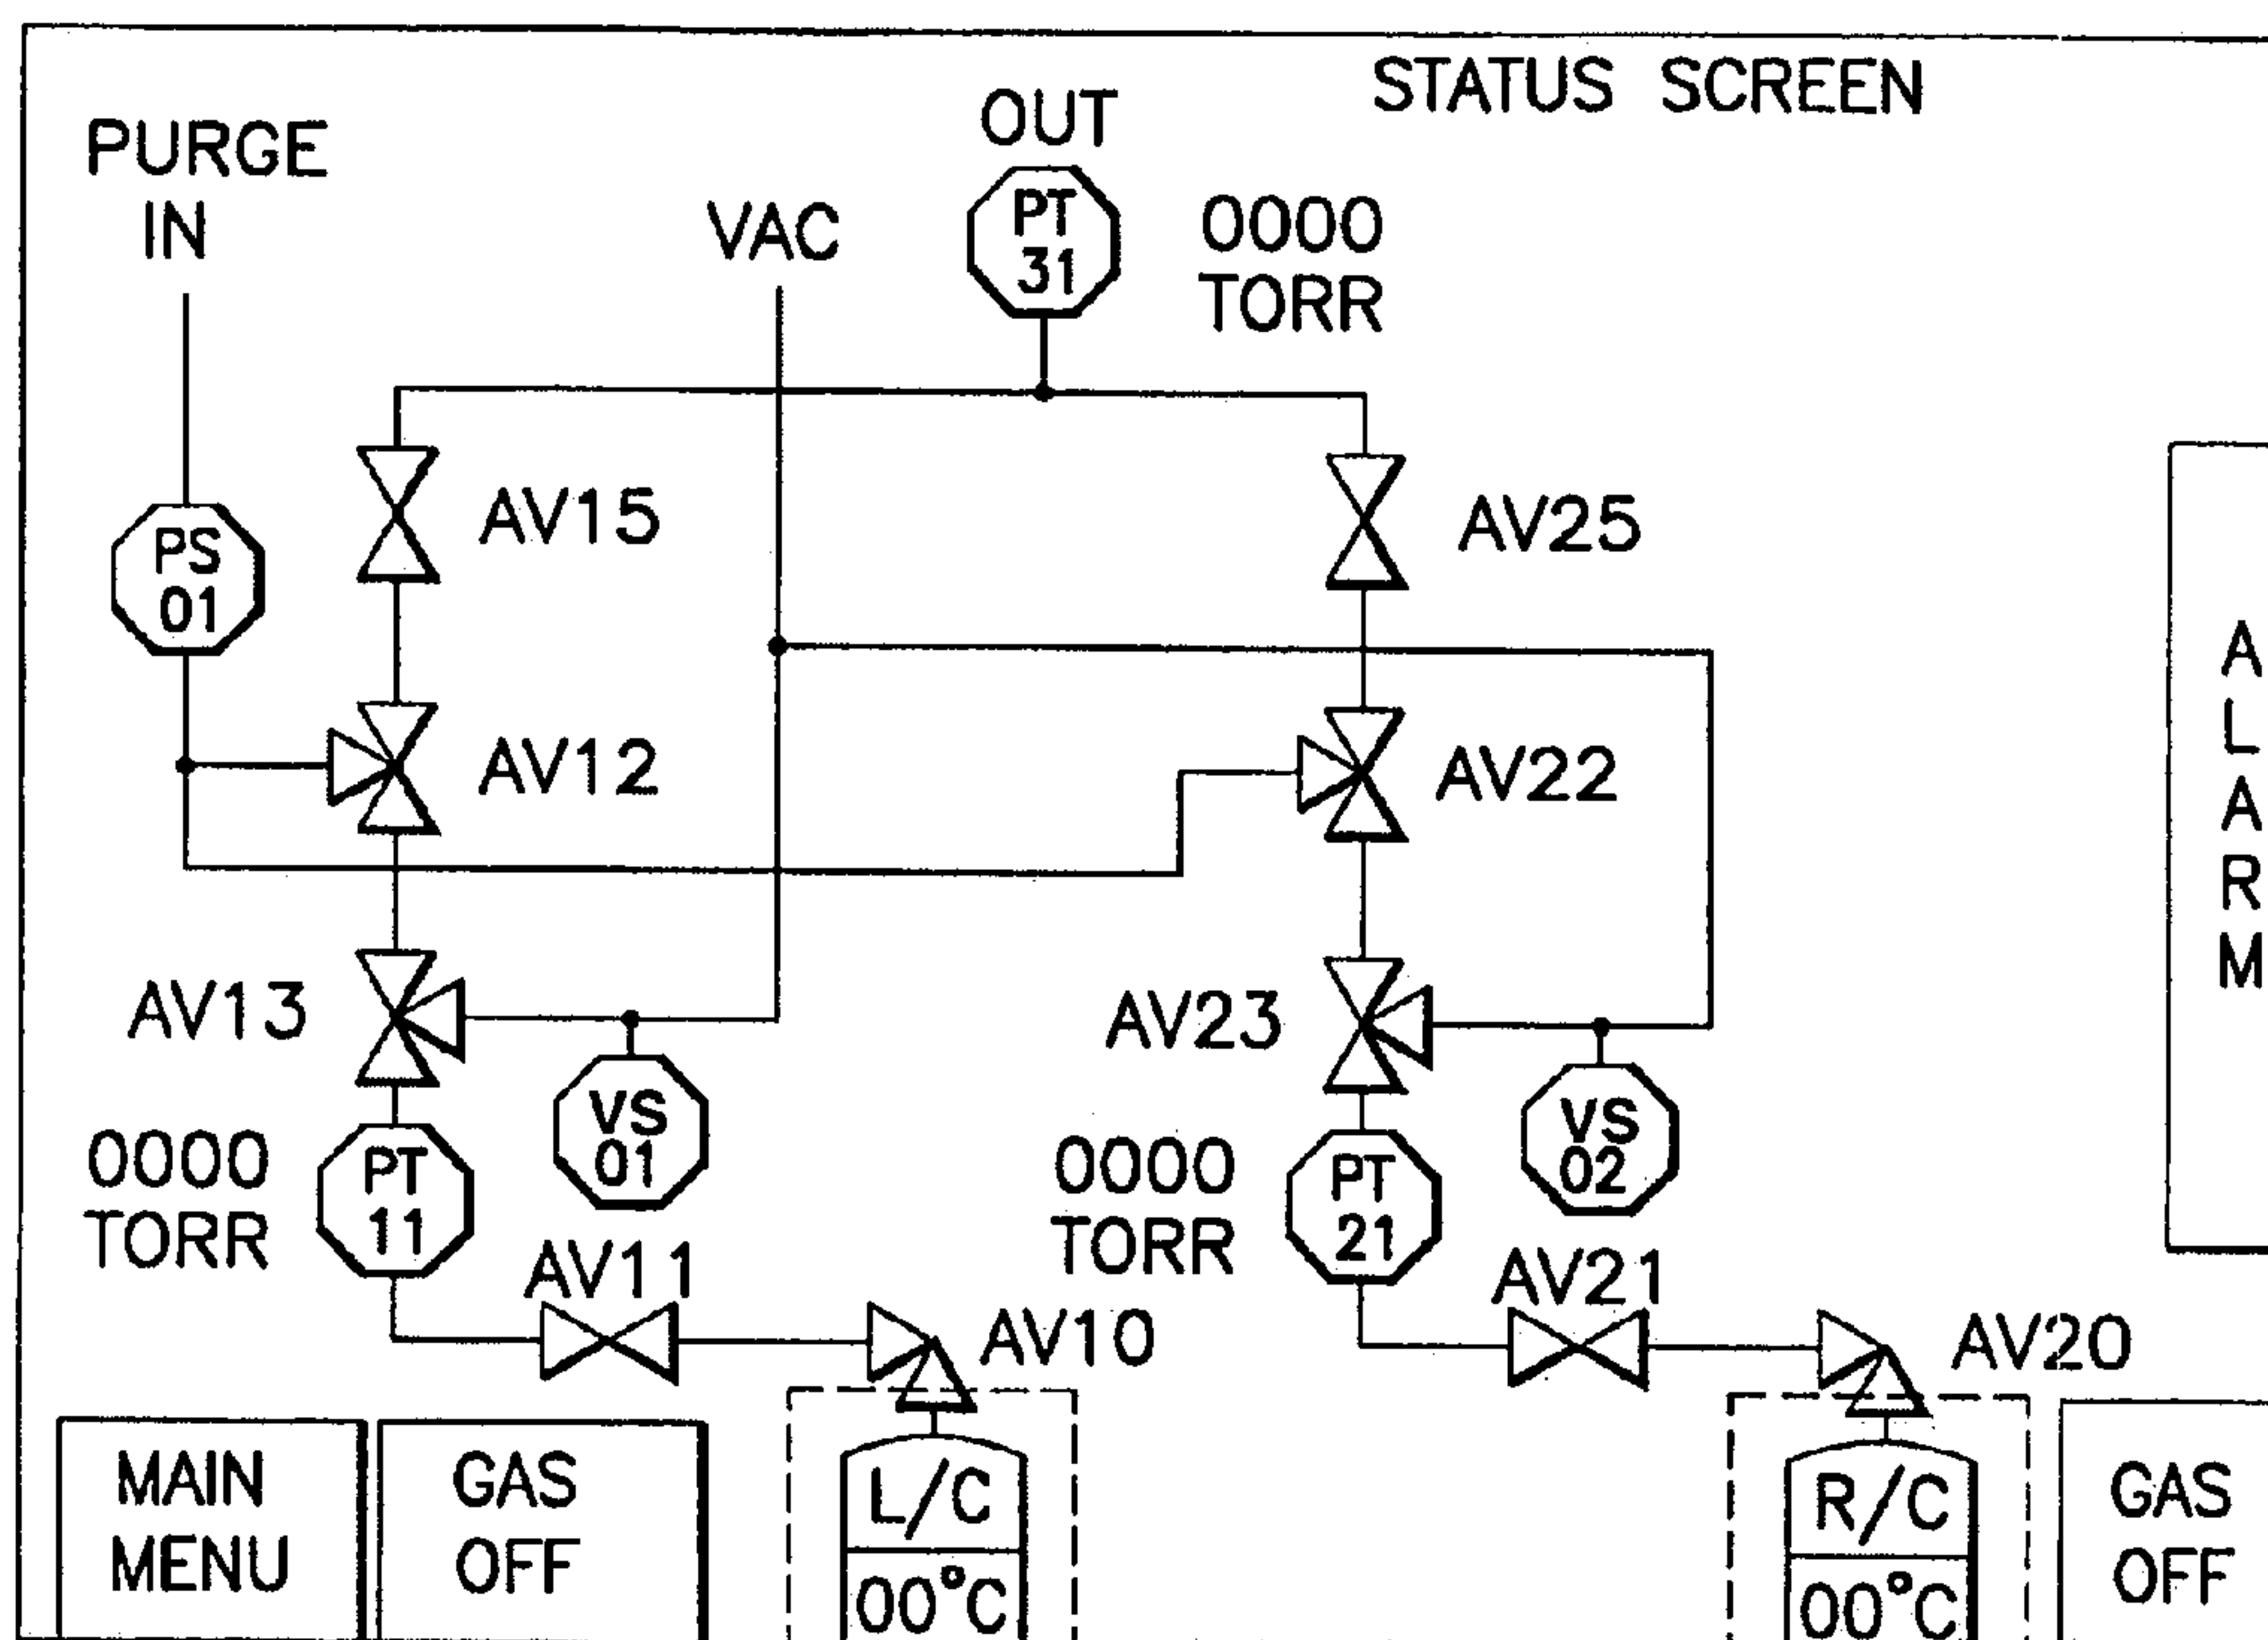 STATUS SCREEN
PURGE
IN
VAC
OUT
PT
31
0000
TORR
PS
01
AV15
AV25
AV12
AV22
AV13
VS
01
AV23
VS
02
0000
TORR
PT
11
0000
TORR
PT
21
AV11
AV10
AV21
AV20
A
L
A
R
M
MAIN
MENU
GAS
OFF
L/C
00°C
R/C
00°C
GAS
OFF